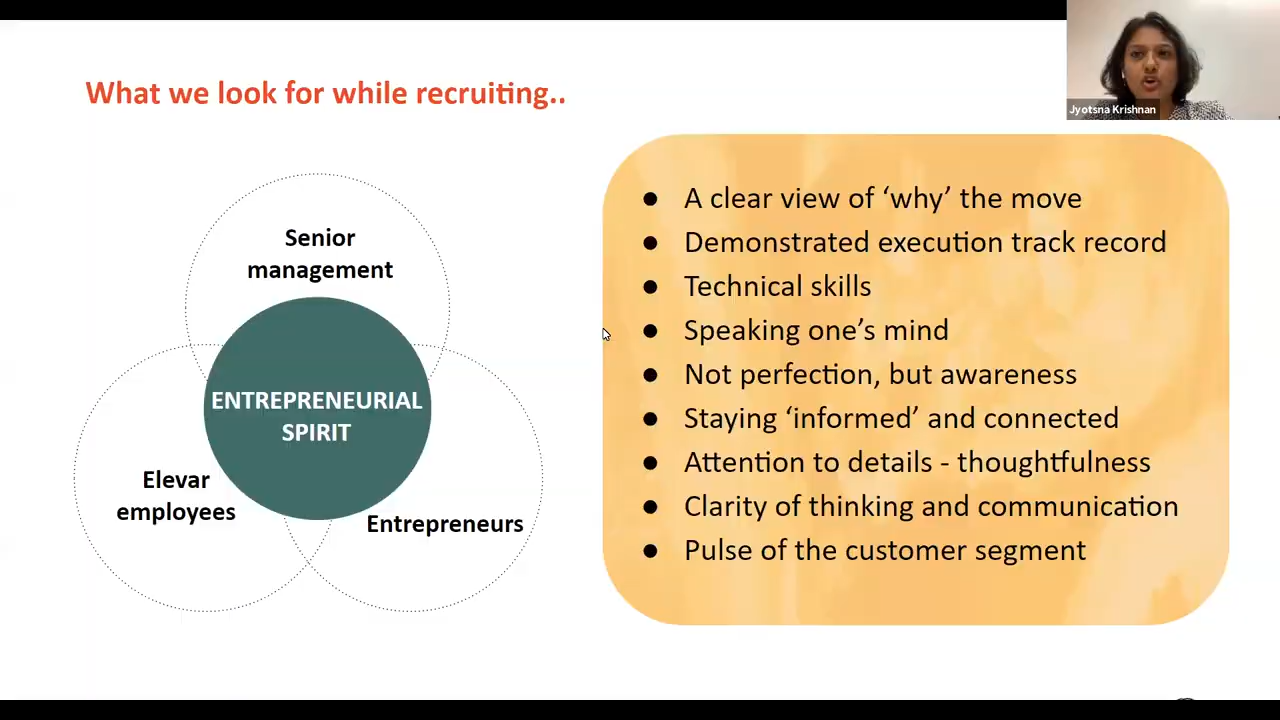 What we look for while recruiting..
Jyotsna Krishnan
Senior
management
ENTREPRENEURIAL
SPIRIT
Elevar
employees
Entrepreneurs
● A clear view of ‘why’ the move
● Demonstrated execution track record
● Technical skills
● Speaking one’s mind
● Not perfection, but awareness
● Staying ‘informed’ and connected
● Attention to details - thoughtfulness
● Clarity of thinking and communication
● Pulse of the customer segment